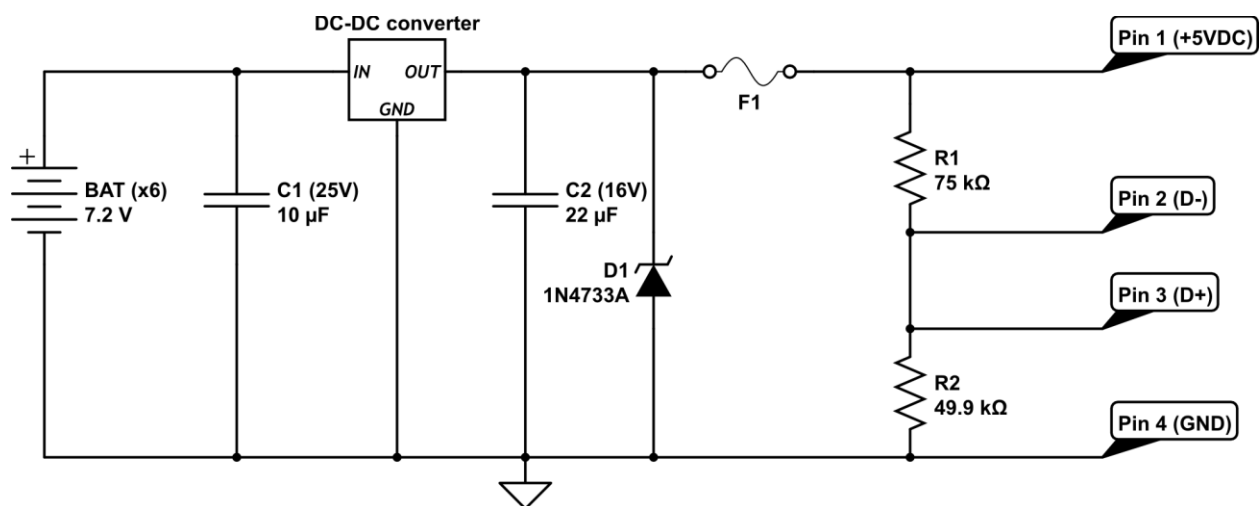 DC-DC converter
Pin 1 (+5VDC)
IN
OUT
GND
F1
+
BAT (x6)
7.2 V
C1 (25V)
10 µF
C2 (16V)
22 µF
R1
75 kΩ
Pin 2 (D-)
D1
1N4733A
Pin 3 (D+)
R2
49.9 kΩ
Pin 4 (GND)